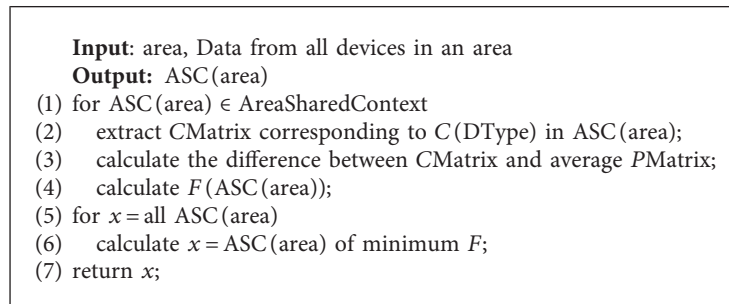 Input: area, Data from all devices in an area
Output: ASC(area)
(1) for ASC(area) ∈ AreaSharedContext
(2) extract CMatrix corresponding to C(DType) in ASC(area);
(3) calculate the difference between CMatrix and average PMatrix;
(4) calculate F(ASC(area));
(5) for x = all ASC(area)
(6) calculate x = ASC(area) of minimum F;
(7) return x;